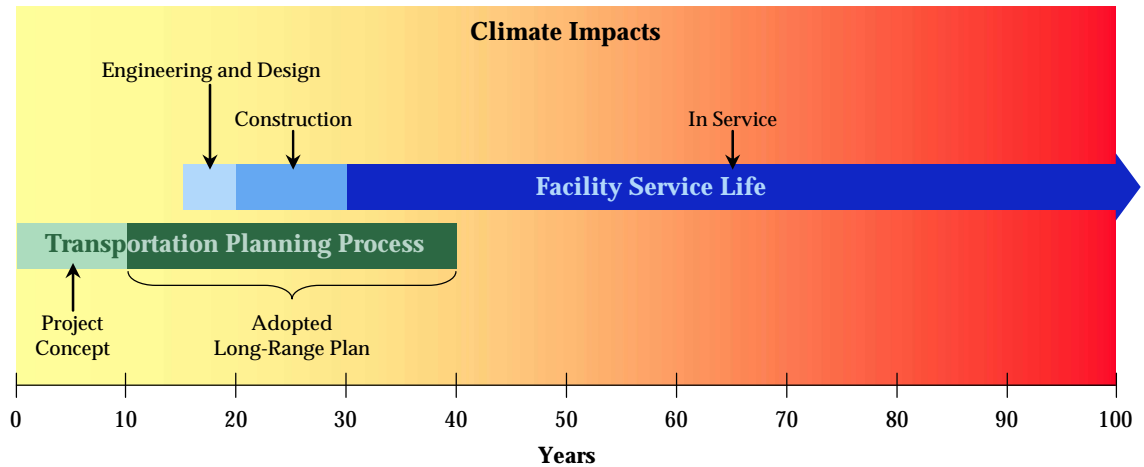 Climate Impacts
Engineering and Design
Construction
In Service
Facility Service Life
Transportation Planning Process
Project
Concept
Adopted
Long-Range Plan
0 10 20 30 40 50 60 70 80 90 100
Years